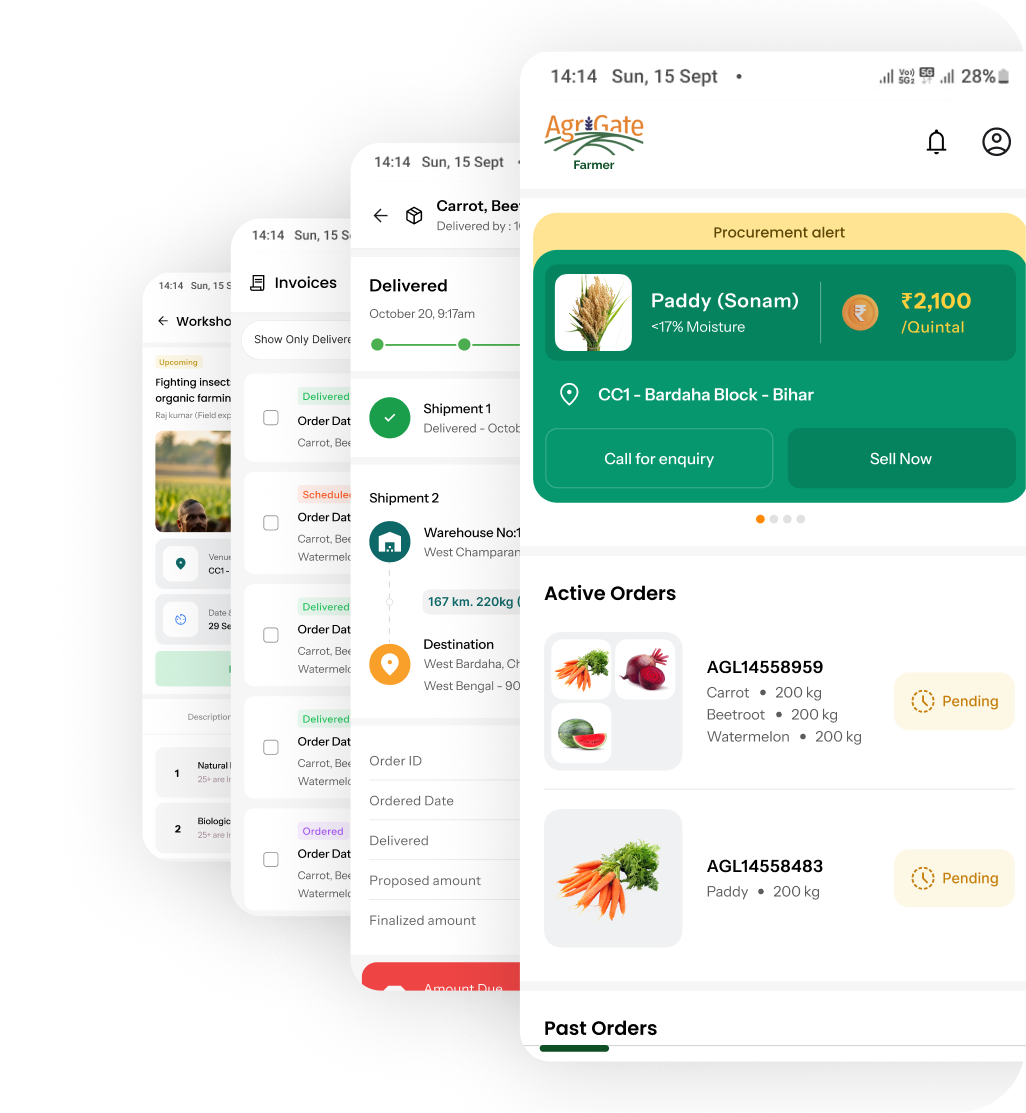 14:14 Sun, 15 Sept •
Vo)) 5G2 5G 28%
AgriGate
Farmer
Procurement alert
Paddy (Sonam)
<17% Moisture
₹2,100
/Quintal
CC1 - Bardaha Block - Bihar
Call for enquiry
Sell Now
Active Orders
AGL14558959
Carrot • 200 kg
Beetroot • 200 kg
Watermelon • 200 kg
Pending
AGL14558483
Paddy • 200 kg
Pending
Past Orders
14:14 Sun, 15 Sept
Carrot, Bee
Delivered by :
Delivered
October 20, 9:17am
Shipment 1
Delivered - Octob
Shipment 2
Warehouse No:1
West Champaran
167 km. 220kg (
Destination
West Bardaha, Ch
West Bengal - 90
Order ID
Ordered Date
Delivered
Proposed amount
Finalized amount
Amount Due
14:14 Sun, 15 S
Invoices
Show Only Delivere
Delivered
Order Dat
Carrot, Bee
Scheduled
Order Dat
Carrot, Bee
Watermelo
Delivered
Order Dat
Carrot, Bee
Watermelo
Delivered
Order Dat
Carrot, Bee
Watermelo
Ordered
Order Dat
Carrot, Bee
Watermelo
14:14 Sun, 15 S
Worksho
Upcoming
Fighting insect
organic farmin
Raj kumar (Field exp
Venue
CC1 -
Date &
29 Se
Description
1
Natural
25+ are i
2
Biologic
25+ are i